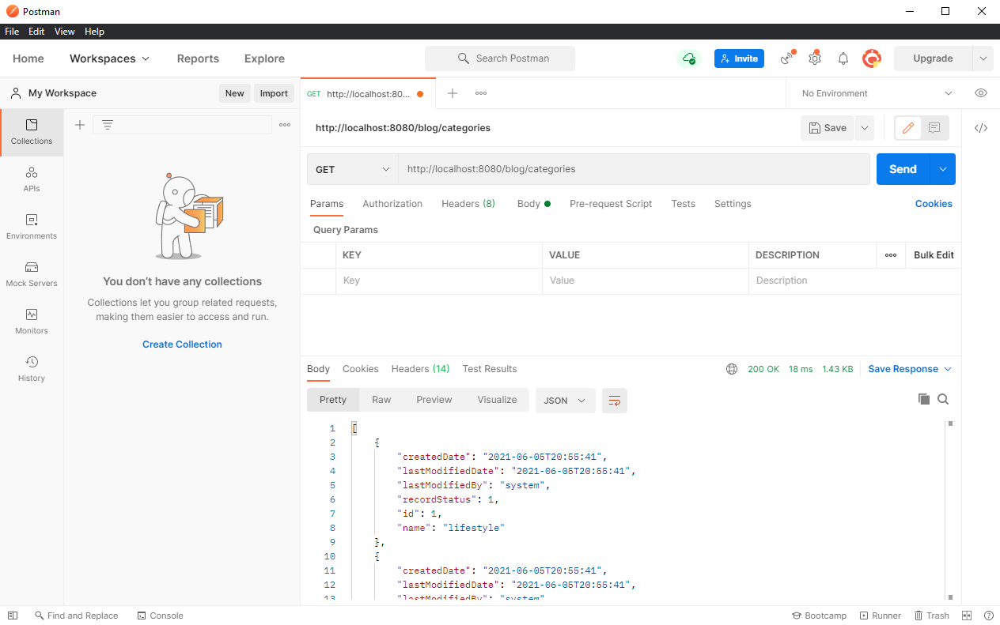 Postman
File Edit View Help
Home Workspaces Reports Explore Search Postman Invite Upgrade
My Workspace New Import GET http://localhost:80... No Environment
http://localhost:8080/blog/categories Save
Collections
APIs
Environments
Mock Servers
Monitors
History
You don't have any collections
Collections let you group related requests,
making them easier to access and run.
Create Collection
GET http://localhost:8080/blog/categories Send
Params Authorization Headers (8) Body Pre-request Script Tests Settings Cookies
Query Params
KEY VALUE DESCRIPTION Bulk Edit
Key Value Description
Body Cookies Headers (14) Test Results 200 OK 18 ms 1.43 KB Save Response
Pretty Raw Preview Visualize JSON
1 [
2 {
3 "createdDate": "2021-06-05T20:55:41",
4 "lastModifiedDate": "2021-06-05T20:55:41",
5 "lastModifiedBy": "system",
6 "recordStatus": 1,
7 "id": 1,
8 "name": "lifestyle"
9 },
10 {
11 "createdDate": "2021-06-05T20:55:41",
12 "lastModifiedDate": "2021-06-05T20:55:41",
13 "lastModifiedBy": "system"
Find and Replace Console Bootcamp Runner Trash